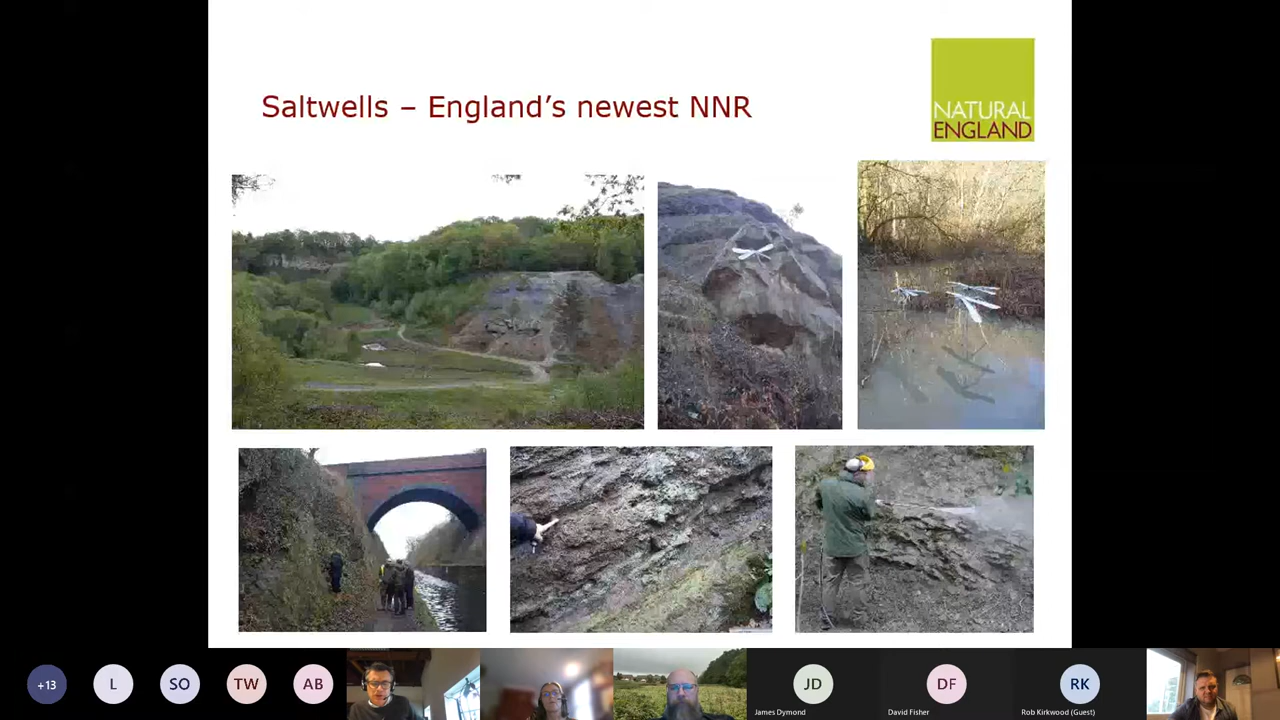 Saltwells – England's newest NNR
NATURAL
ENGLAND
+13
L
SO
TW
AB
JD
James Dymond
DF
David Fisher
RK
Rob Kirkwood (Guest)